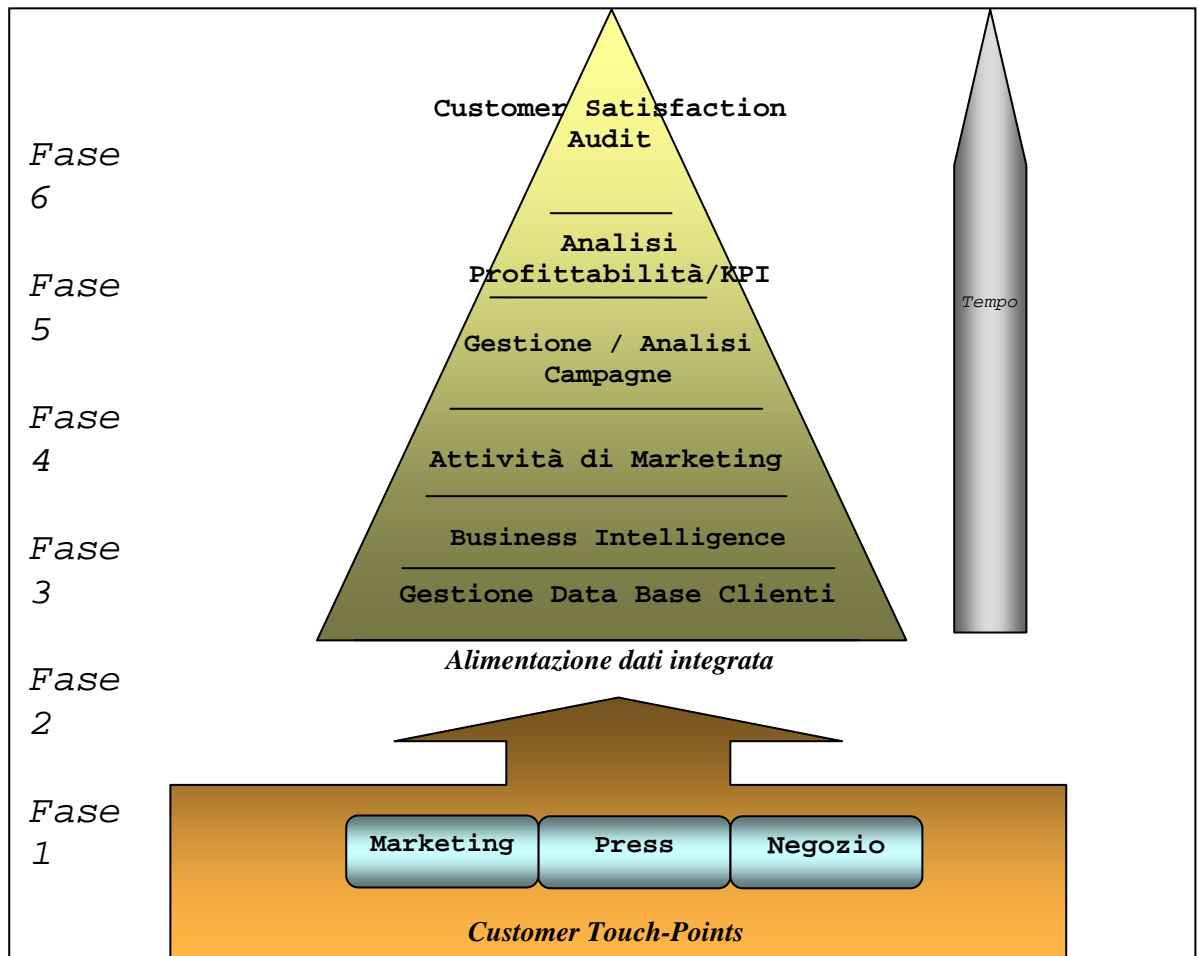 Customer Satisfaction
Audit
Fase
6
Analisi
Profittabilità/KPI
Fase
5
Tempo
Gestione / Analisi
Campagne
Fase
4
Attività di Marketing
Business Intelligence
Fase
3
Gestione Data Base Clienti
Alimentazione dati integrata
Fase
2
Fase
1
Marketing
Press
Negozio
Customer Touch-Points